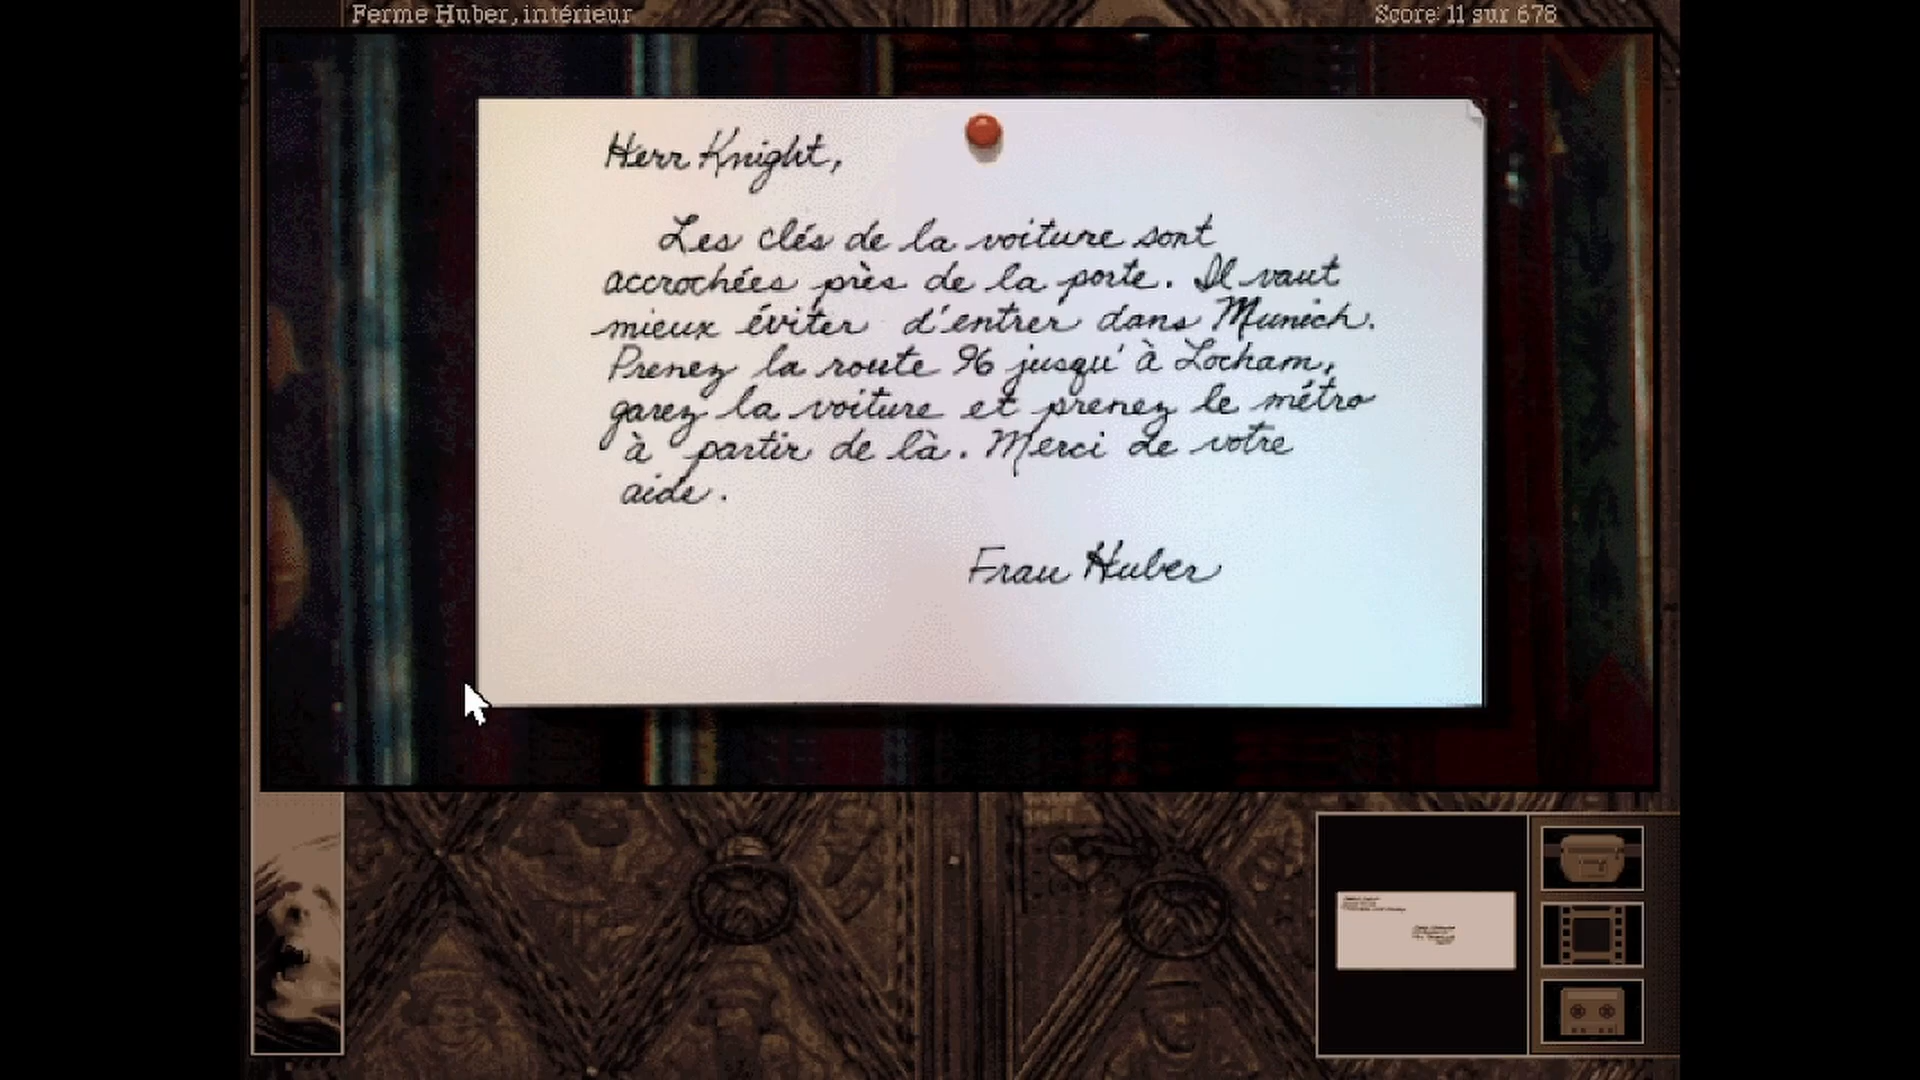 Ferme Huber, intérieur
Score: 11 sur 678
Herr Knight,
Les clés de la voiture sont
accrochées près de la porte. Il vaut
mieux éviter d'entrer dans Munich.
Prenez la route 96 jusqu'à Locham,
garez la voiture et prenez le métro
à partir de là. Merci de votre
aide.
Frau Huber